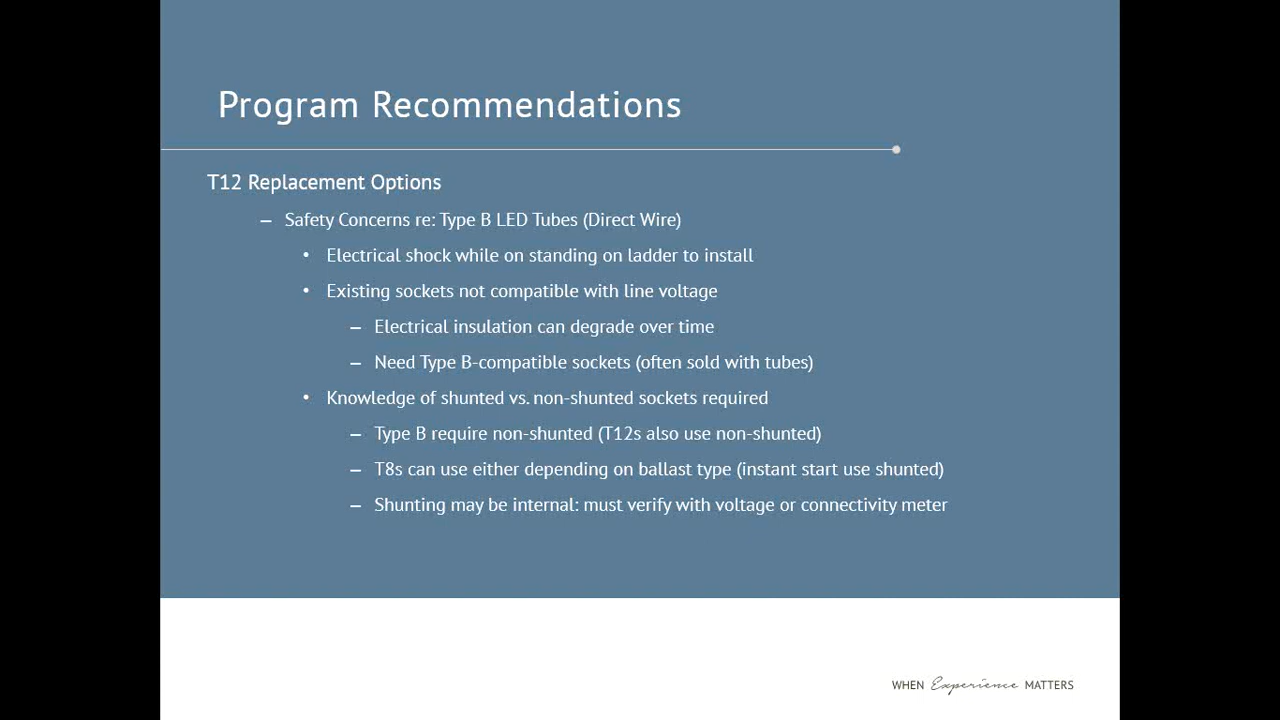 Program Recommendations
T12 Replacement Options
– Safety Concerns re: Type B LED Tubes (Direct Wire)
• Electrical shock while on standing on ladder to install
• Existing sockets not compatible with line voltage
– Electrical insulation can degrade over time
– Need Type B-compatible sockets (often sold with tubes)
• Knowledge of shunted vs. non-shunted sockets required
– Type B require non-shunted (T12s also use non-shunted)
– T8s can use either depending on ballast type (instant start use shunted)
– Shunting may be internal: must verify with voltage or connectivity meter
WHEN Experience MATTERS